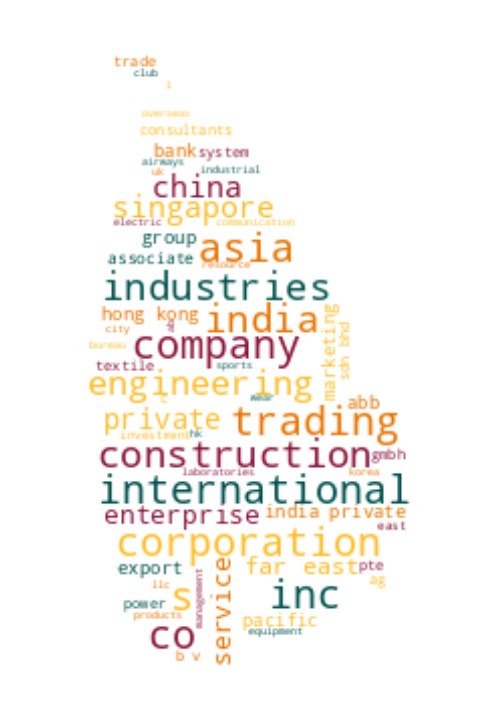 trade
club
l
overseas
consultants
bank system
airways
uk industrial
china
singapore
electric communication
group asia
associate
resource
industries
hong kong india
city
marketing
sdn bhd
company
bureau
textile sports
engineering
wear
abb
private trading
investment hk
construction gmbh
laboratories korea
international
enterprise india private
east
corporation
export far east pte
ag
llc
management
service
power s inc
products
pacific
co equipment
b v